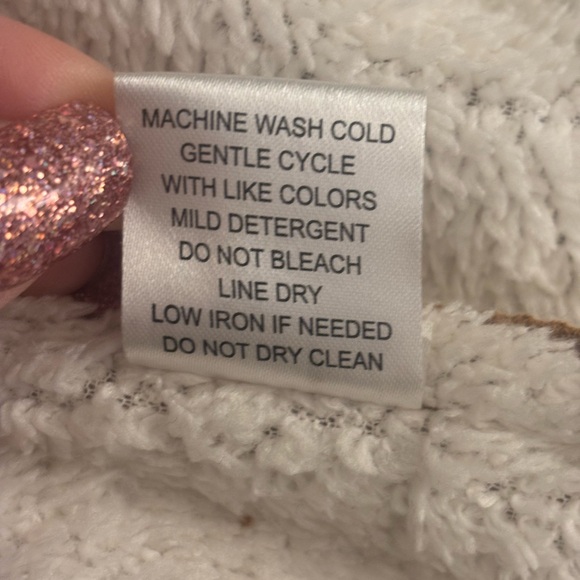 MACHINE WASH COLD
GENTLE CYCLE
WITH LIKE COLORS
MILD DETERGENT
DO NOT BLEACH
LINE DRY
LOW IRON IF NEEDED
DO NOT DRY CLEAN